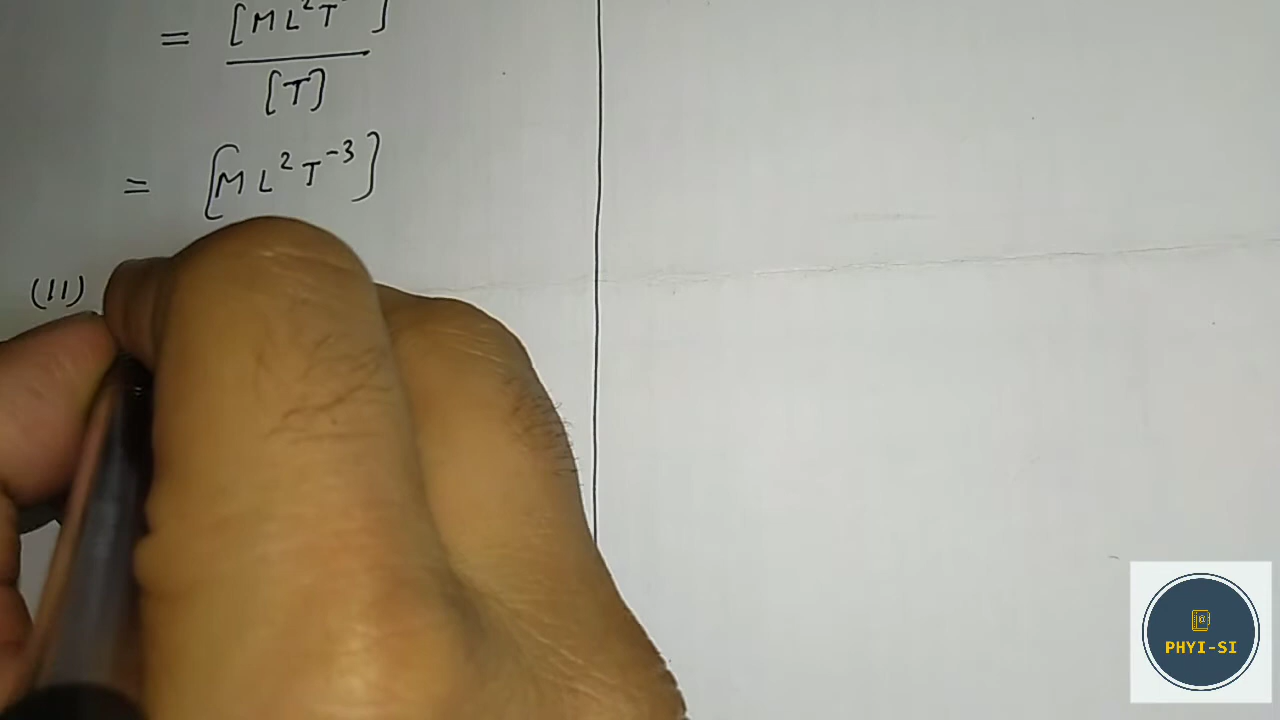 = [ML²T ]
[T]
= [ML²T⁻³]
(11)
PHYI-SI